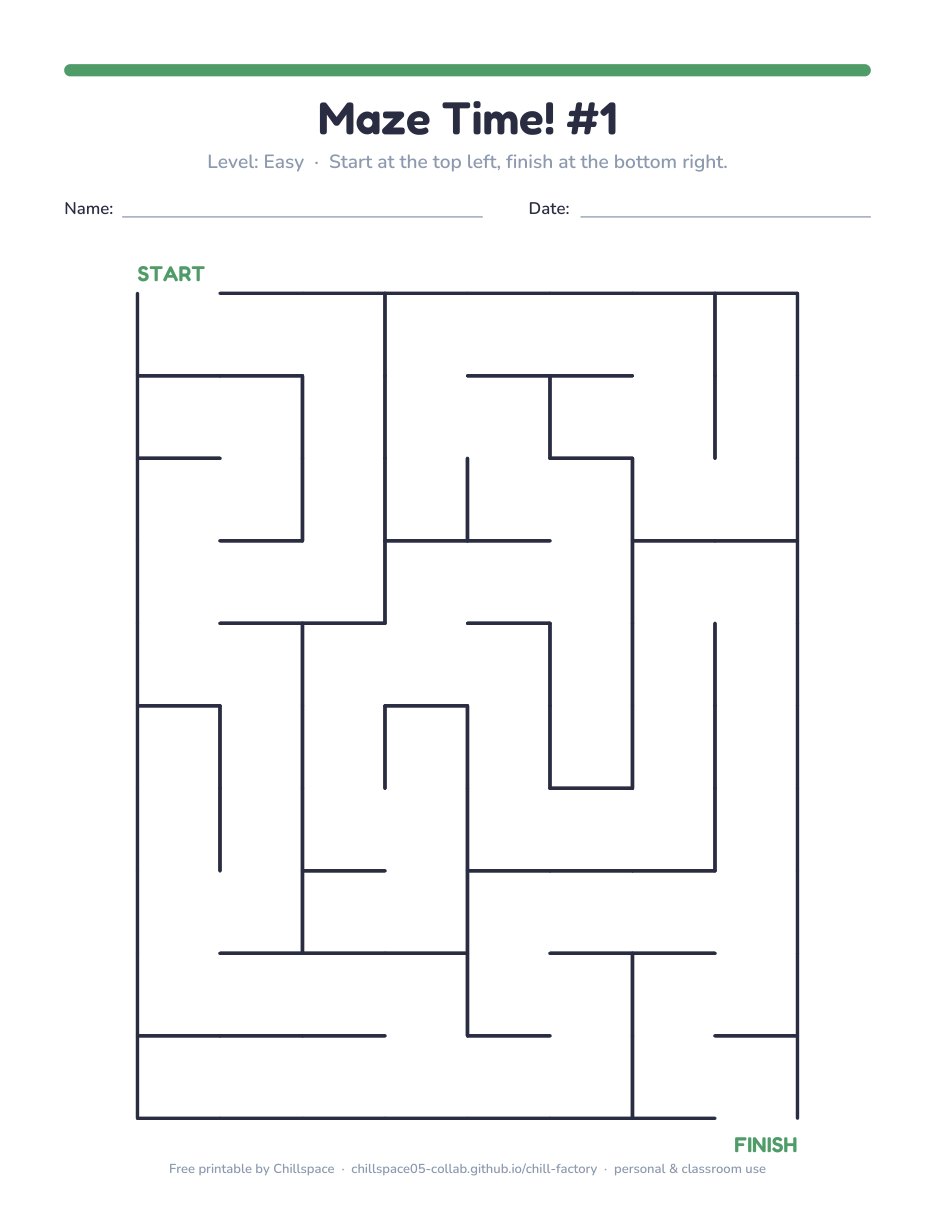 Maze Time! #1
Level: Easy · Start at the top left, finish at the bottom right.
Name: Date:
START
FINISH
Free printable by Chillspace · chillspace05-collab.github.io/chill-factory · personal & classroom use